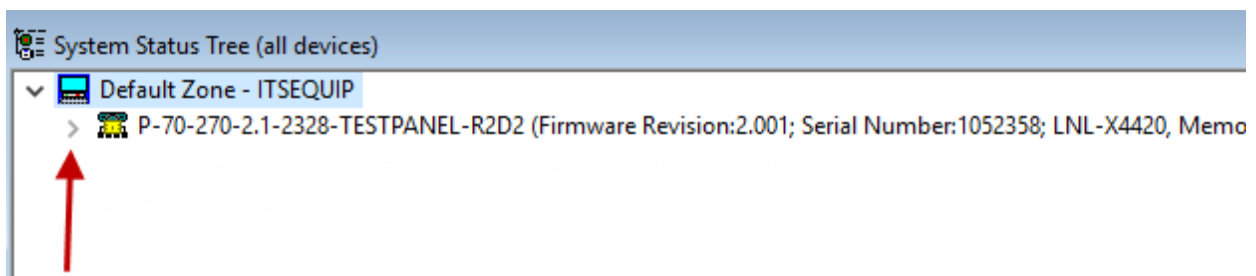 System Status Tree (all devices)
Default Zone - ITSEQUIP
P-70-270-2.1-2328-TESTPANEL-R2D2 (Firmware Revision:2.001; Serial Number:1052358; LNL-X4420, Memo